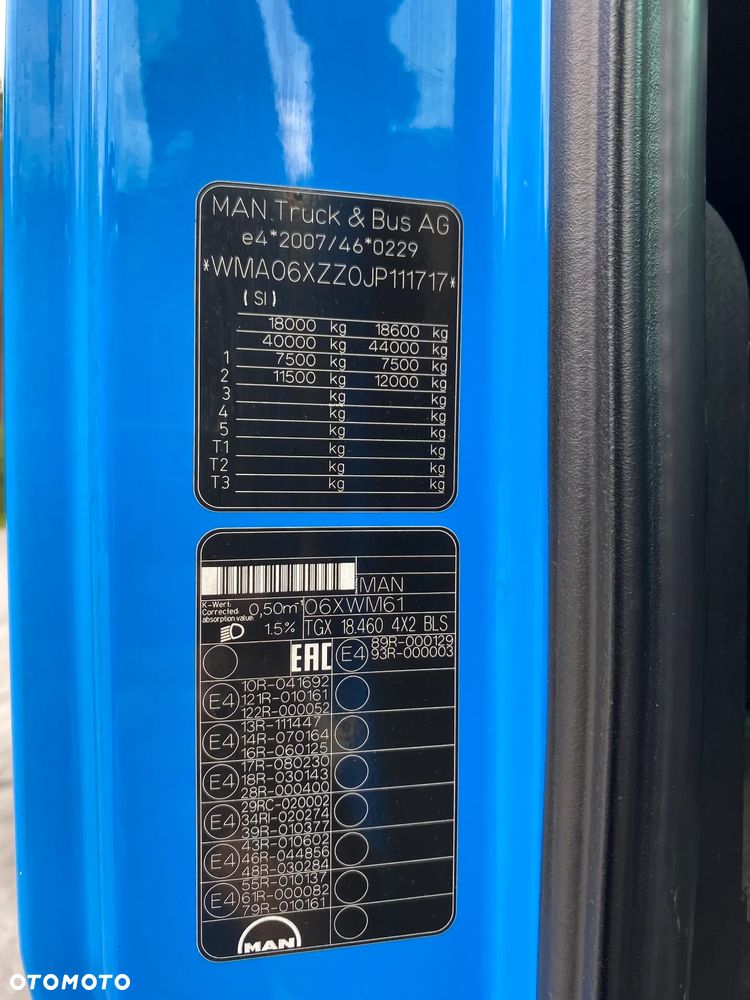 MAN Truck & Bus AG
e4*2007/46*0229
*WMA06XZZ0JP111717*
(SI)
18000 kg 18600 kg
40000 kg 44000 kg
1 7500 kg 7500 kg
2 11500 kg 12000 kg
3 kg kg
4 kg kg
5 kg kg
T1 kg kg
T2 kg kg
T3 kg kg
MAN
K-Wert: Corrected absorption value: 0,50m⁻¹ 06XWM61
1.5% TGX 18.460 4X2 BLS
EAC E4 89R-000129
93R-000003
10R-041692
E4 121R-010161
122R-000052
13R-111447
E4 14R-070164
16R-060125
17R-080230
E4 18R-030143
28R-000400
29RC-020002
E4 34RI-020274
39R-010377
43R-010602
E4 46R-044856
48R-030284
55R-010137
E4 61R-000082
79R-010161
MAN
OTOMOTO